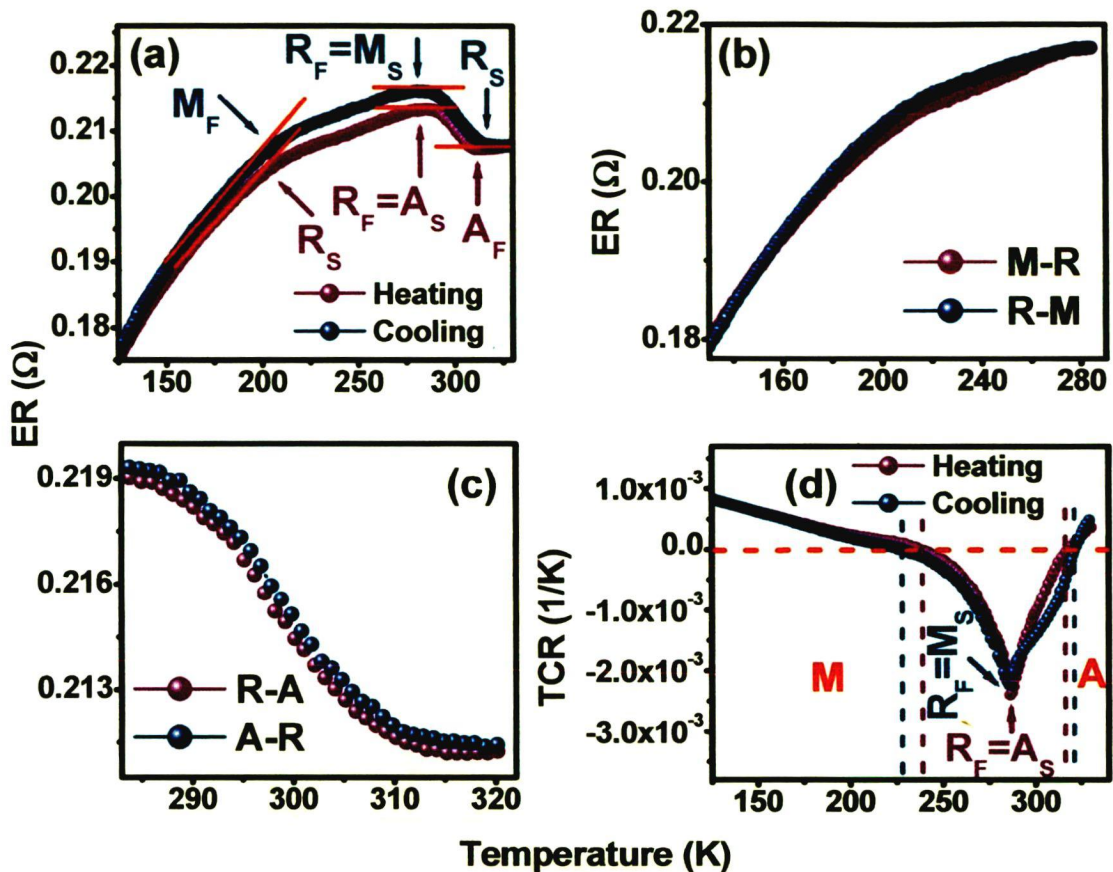 (a)
R_F=M_S
R_S
M_F
R_S
R_F=A_S
A_F
Heating
Cooling
0.22
0.21
0.20
0.19
0.18
150 200 250 300
ER (Ω)
(b)
ER (Ω)
0.22
0.20
0.18
M-R
R-M
160 200 240 280
(c)
0.219
0.216
0.213
R-A
A-R
290 300 310 320
(d)
Heating
Cooling
TCR (1/K)
1.0x10⁻³
0.0
-1.0x10⁻³
-2.0x10⁻³
-3.0x10⁻³
M
R_F=M_S
A
R_F=A_S
150 200 250 300
Temperature (K)